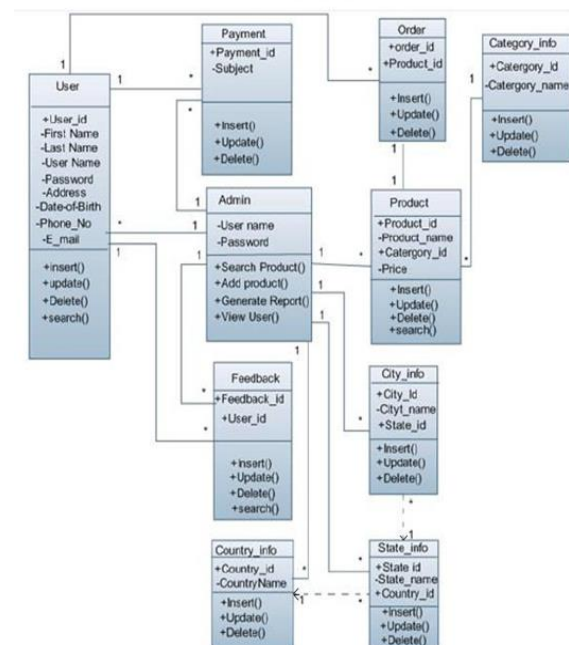 Payment
+Payment_id
-Subject
+Insert()
+Update()
+Delete()
Order
+order_id
+Product_id
+Insert()
+Update()
+Delete()
Category_info
+Catergory_id
-Catergory_name
+Insert()
+Update()
+Delete()
User
+User_id
-First Name
-Last Name
-User Name
-Password
-Address
-Date-of-Birth
-Phone_No
-E_mail
+insert()
+update()
+Delete()
+search()
Admin
-User name
-Password
+Search Product()
+Add product()
+Generate Report()
+View User()
Product
+Product_id
-Product_name
+Catergory_id
-Price
+Insert()
+Update()
+Delete()
+search()
Feedback
+Feedback_id
+User_id
+Insert()
+Update()
+Delete()
+search()
City_info
+City_Id
-Cityt_name
+State_id
+Insert()
+Update()
+Delete()
Country_info
+Country_id
-CountryName
+Insert()
+Update()
+Delete()
State_info
+State id
-State_name
+Country_id
+insert()
+Update()
+Delete()
1
1
*
*
1
1
*
*
1
*
1
1
1
1
*
*
1
1
1
*
*
*
1
*
*
1
*
1
*